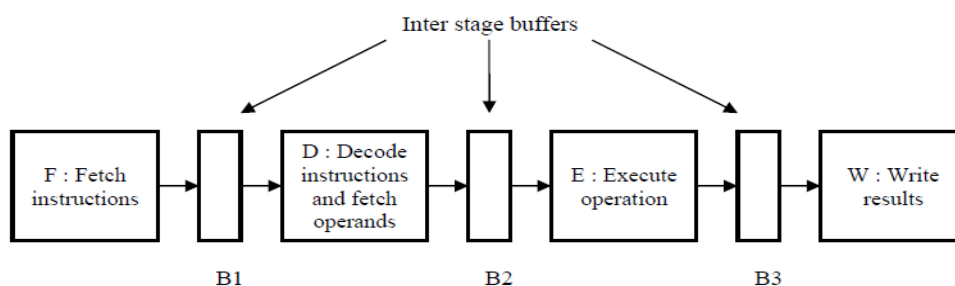 Inter stage buffers
F : Fetch
instructions
D : Decode
instructions
and fetch
operands
E : Execute
operation
W : Write
results
B1
B2
B3